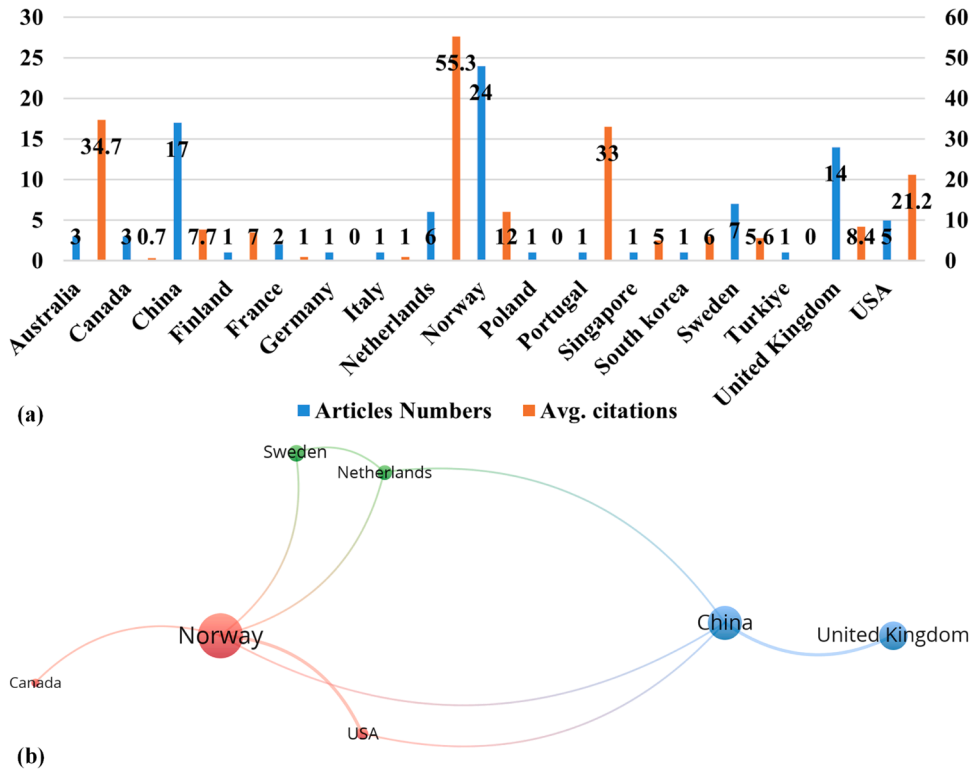 30
60
25
50
20
40
15
30
10
20
5
10
0
0
3 34.7 3 0.7 17 7.7 1 7 2 1 1 0 1 1 6 55.3 24 12 1 0 1 33 1 5 1 6 7 5.6 1 0 14 8.4 5 21.2
Australia
Canada
China
Finland
France
Germany
Italy
Netherlands
Norway
Poland
Portugal
Singapore
South korea
Sweden
Turkiye
United Kingdom
USA
(a)
Articles Numbers Avg. citations
Sweden
Netherlands
China
Norway
United Kingdom
Canada
USA
(b)